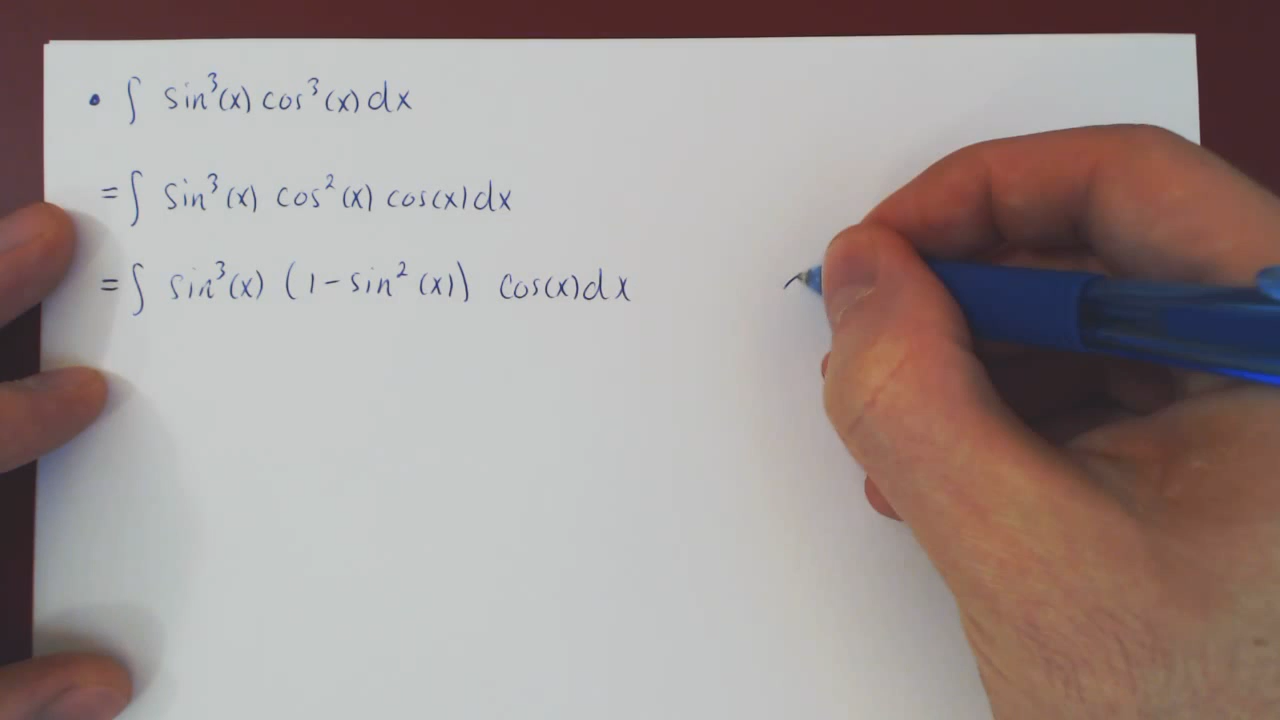 • ∫ sin³(x) cos³(x) dx
= ∫ sin³(x) cos²(x) cos(x) dx
= ∫ sin³(x) (1 - sin²(x)) cos(x) dx